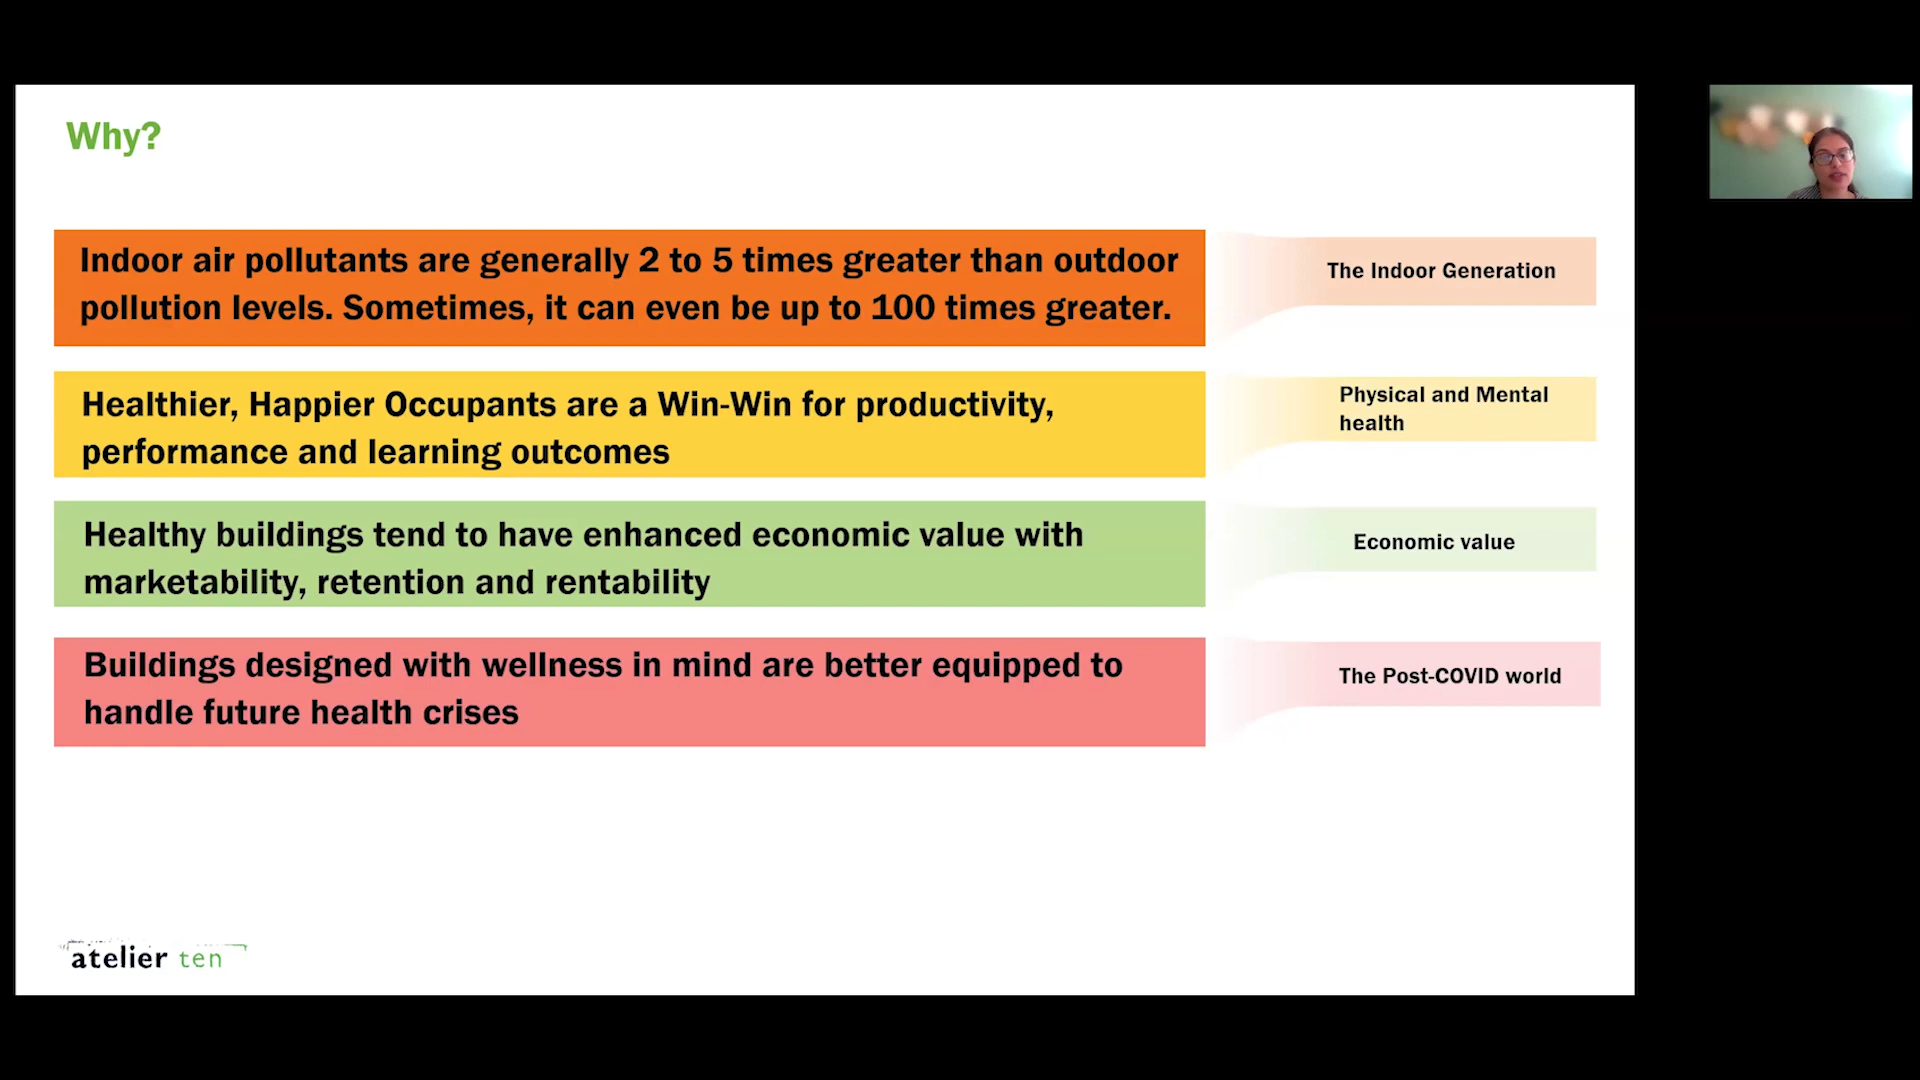 Why?
Indoor air pollutants are generally 2 to 5 times greater than outdoor
pollution levels. Sometimes, it can even be up to 100 times greater.
The Indoor Generation
Healthier, Happier Occupants are a Win-Win for productivity,
performance and learning outcomes
Physical and Mental
health
Healthy buildings tend to have enhanced economic value with
marketability, retention and rentability
Economic value
Buildings designed with wellness in mind are better equipped to
handle future health crises
The Post-COVID world
atelier ten